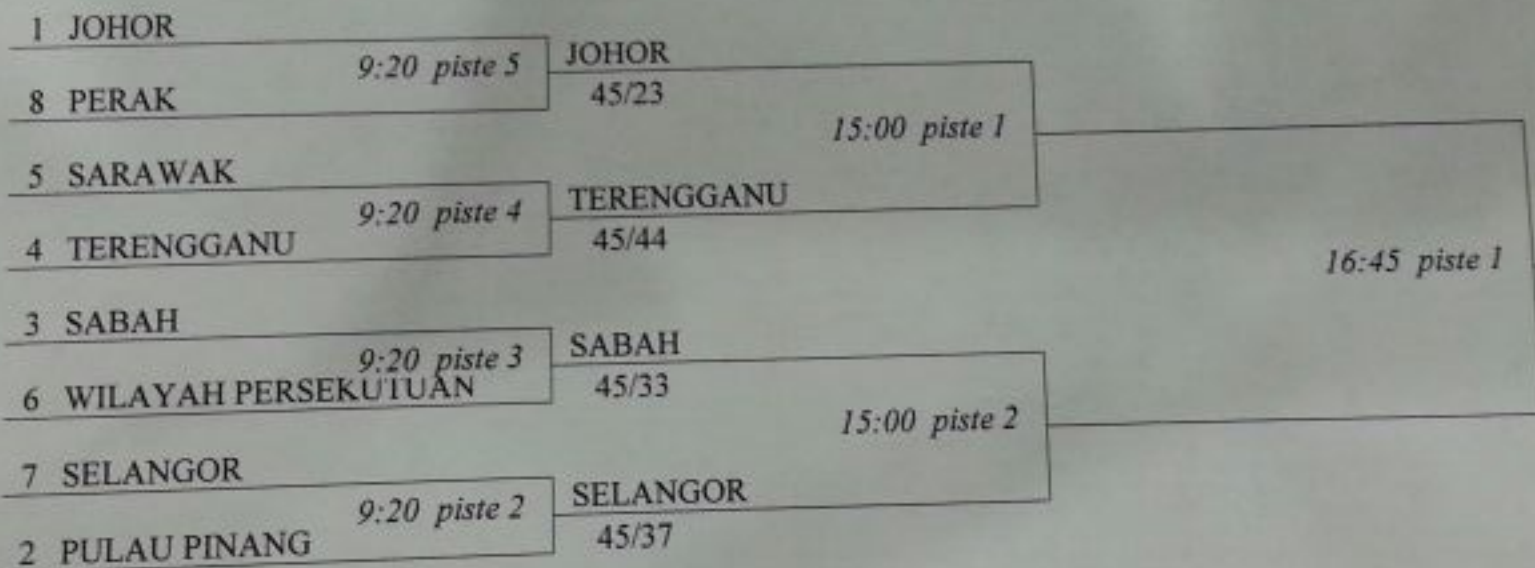 1 JOHOR
9:20 piste 5
JOHOR
8 PERAK
45/23
15:00 piste 1
5 SARAWAK
9:20 piste 4
TERENGGANU
4 TERENGGANU
45/44
16:45 piste 1
3 SABAH
9:20 piste 3
SABAH
6 WILAYAH PERSEKUTUAN
45/33
15:00 piste 2
7 SELANGOR
9:20 piste 2
SELANGOR
2 PULAU PINANG
45/37